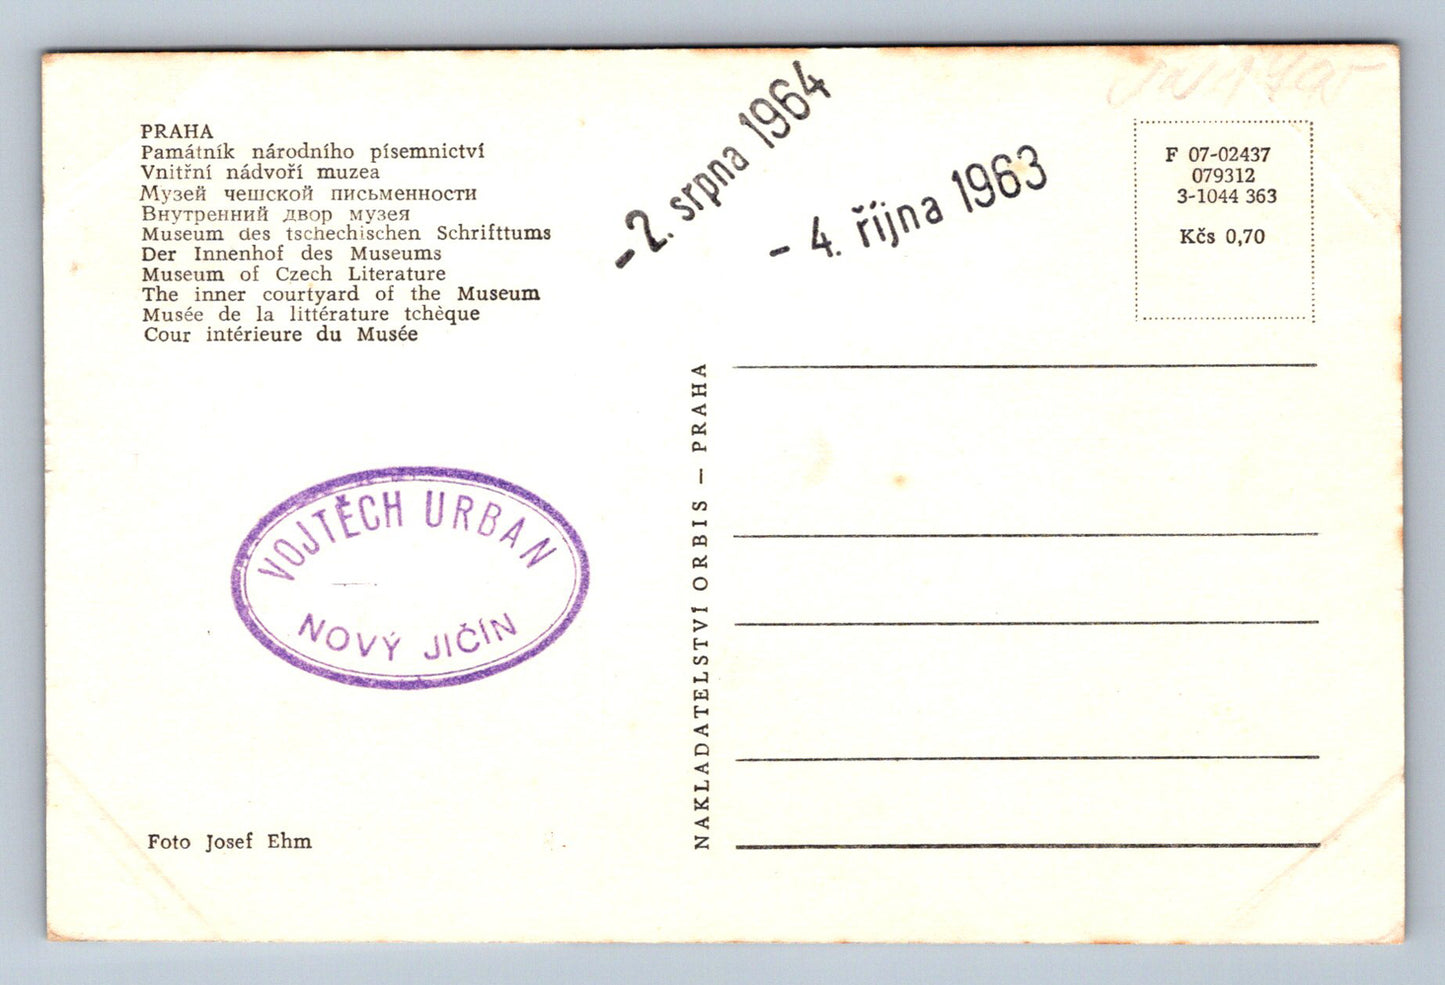 PRAHA
Památník národního písemnictví
Vnitřní nádvoří muzea
Музей чешской письменности
Внутренний двор музея
Museum des tschechischen Schrifttums
Der Innenhof des Museums
Museum of Czech Literature
The inner courtyard of the Museum
Musée de la littérature tchèque
Cour intérieure du Musée
- 2. srpna 1964
- 4. října 1963
F 07-02437
079312
3-1044 363
Kčs 0,70
VOJTĚCH URBAN
NOVÝ JIČÍN
NAKLADATELSTVÍ ORBIS — PRAHA
Foto Josef Ehm